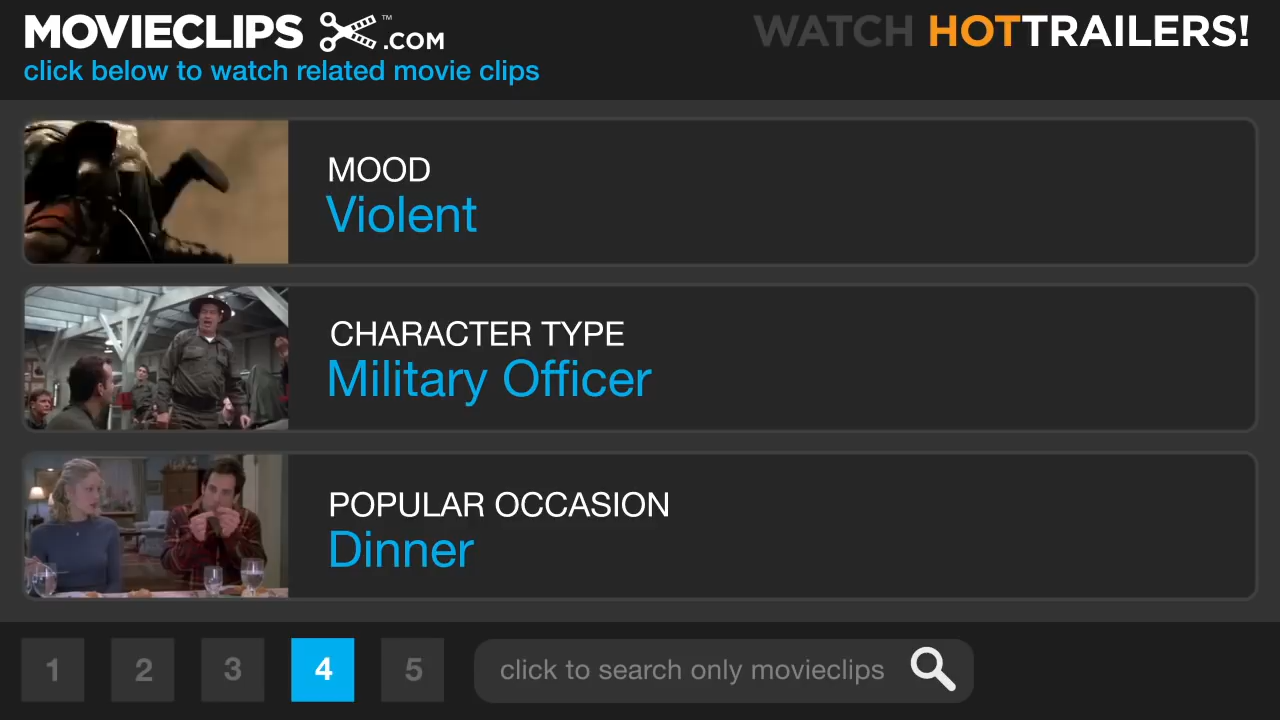 MOVIECLIPS ™.COM
WATCH HOTTRAILERS!
click below to watch related movie clips
MOOD
Violent
CHARACTER TYPE
Military Officer
POPULAR OCCASION
Dinner
1 2 3 4 5
click to search only movieclips